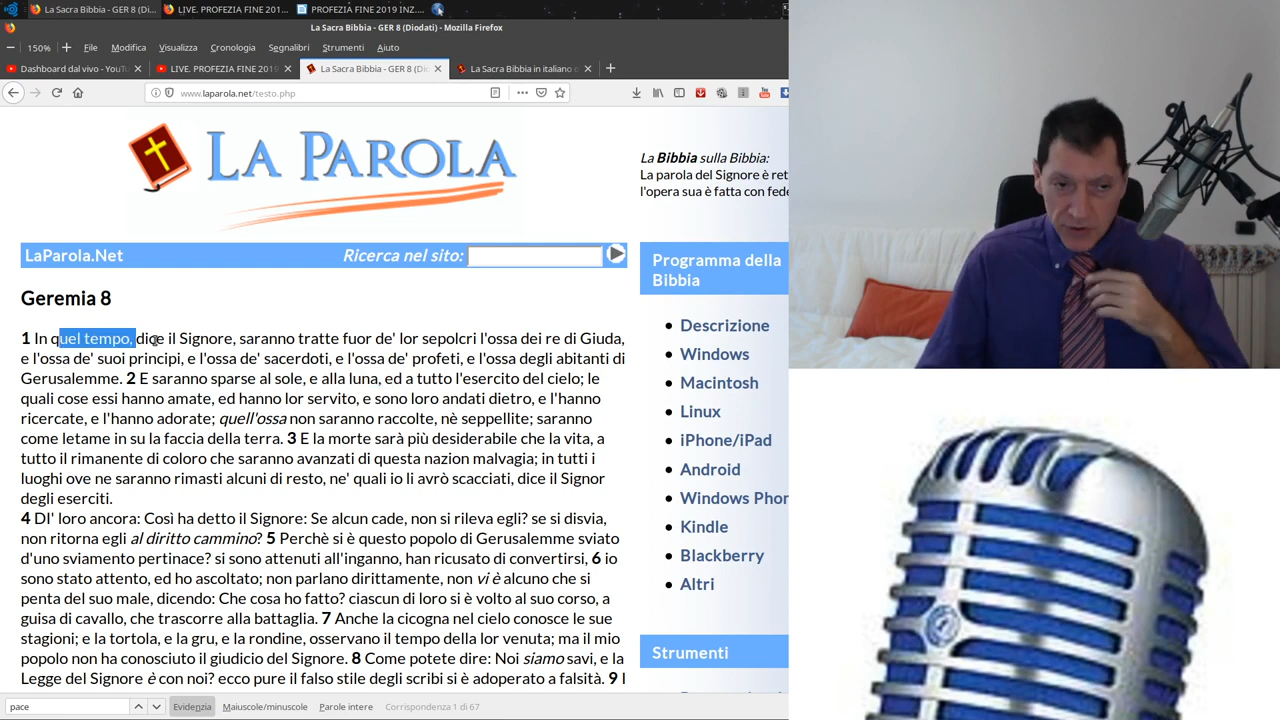 La Sacra Bibbia - GER 8 (Di...
LIVE. PROFEZIA FINE 201...
PROFEZIA FINE 2019 INZ....
La Sacra Bibbia - GER 8 (Diodati) - Mozilla Firefox
150%
File Modifica Visualizza Cronologia Segnalibri Strumenti Aiuto
Dashboard dal vivo - YouTu
LIVE. PROFEZIA FINE 2019
La Sacra Bibbia - GER 8 (Dio
La Sacra Bibbia in italiano o
www.laparola.net/testo.php
LA PAROLA
La Bibbia sulla Bibbia:
La parola del Signore è ret
l'opera sua è fatta con fede
LaParola.Net
Ricerca nel sito:
Programma della
Bibbia
Geremia 8
1 In quel tempo, dice il Signore, saranno tratte fuor de' lor sepolcri l'ossa dei re di Giuda,
e l'ossa de' suoi principi, e l'ossa de' sacerdoti, e l'ossa de' profeti, e l'ossa degli abitanti di
Gerusalemme. 2 E saranno sparse al sole, e alla luna, ed a tutto l'esercito del cielo; le
quali cose essi hanno amate, ed hanno lor servito, e sono loro andati dietro, e l'hanno
ricercate, e l'hanno adorate; quell'ossa non saranno raccolte, nè seppellite; saranno
come letame in su la faccia della terra. 3 E la morte sarà più desiderabile che la vita, a
tutto il rimanente di coloro che saranno avanzati di questa nazion malvagia; in tutti i
luoghi ove ne saranno rimasti alcuni di resto, ne' quali io li avrò scacciati, dice il Signor
degli eserciti.
4 DI' loro ancora: Così ha detto il Signore: Se alcun cade, non si rileva egli? se si disvia,
non ritorna egli al diritto cammino? 5 Perchè si è questo popolo di Gerusalemme sviato
d'uno sviamento pertinace? si sono attenuti all'inganno, han ricusato di convertirsi, 6 io
sono stato attento, ed ho ascoltato; non parlano dirittamente, non vi è alcuno che si
penta del suo male, dicendo: Che cosa ho fatto? ciascun di loro si è volto al suo corso, a
guisa di cavallo, che trascorre alla battaglia. 7 Anche la cicogna nel cielo conosce le sue
stagioni; e la tortola, e la gru, e la rondine, osservano il tempo della lor venuta; ma il mio
popolo non ha conosciuto il giudicio del Signore. 8 Come potete dire: Noi siamo savi, e la
Legge del Signore è con noi? ecco pure il falso stile degli scribi si è adoperato a falsità. 9 I
Descrizione
Windows
Macintosh
Linux
iPhone/iPad
Android
Windows Phon
Kindle
Blackberry
Altri
Strumenti
pace
Evidenzia
Maiuscole/minuscole
Parole intere
Corrispondenza 1 di 67